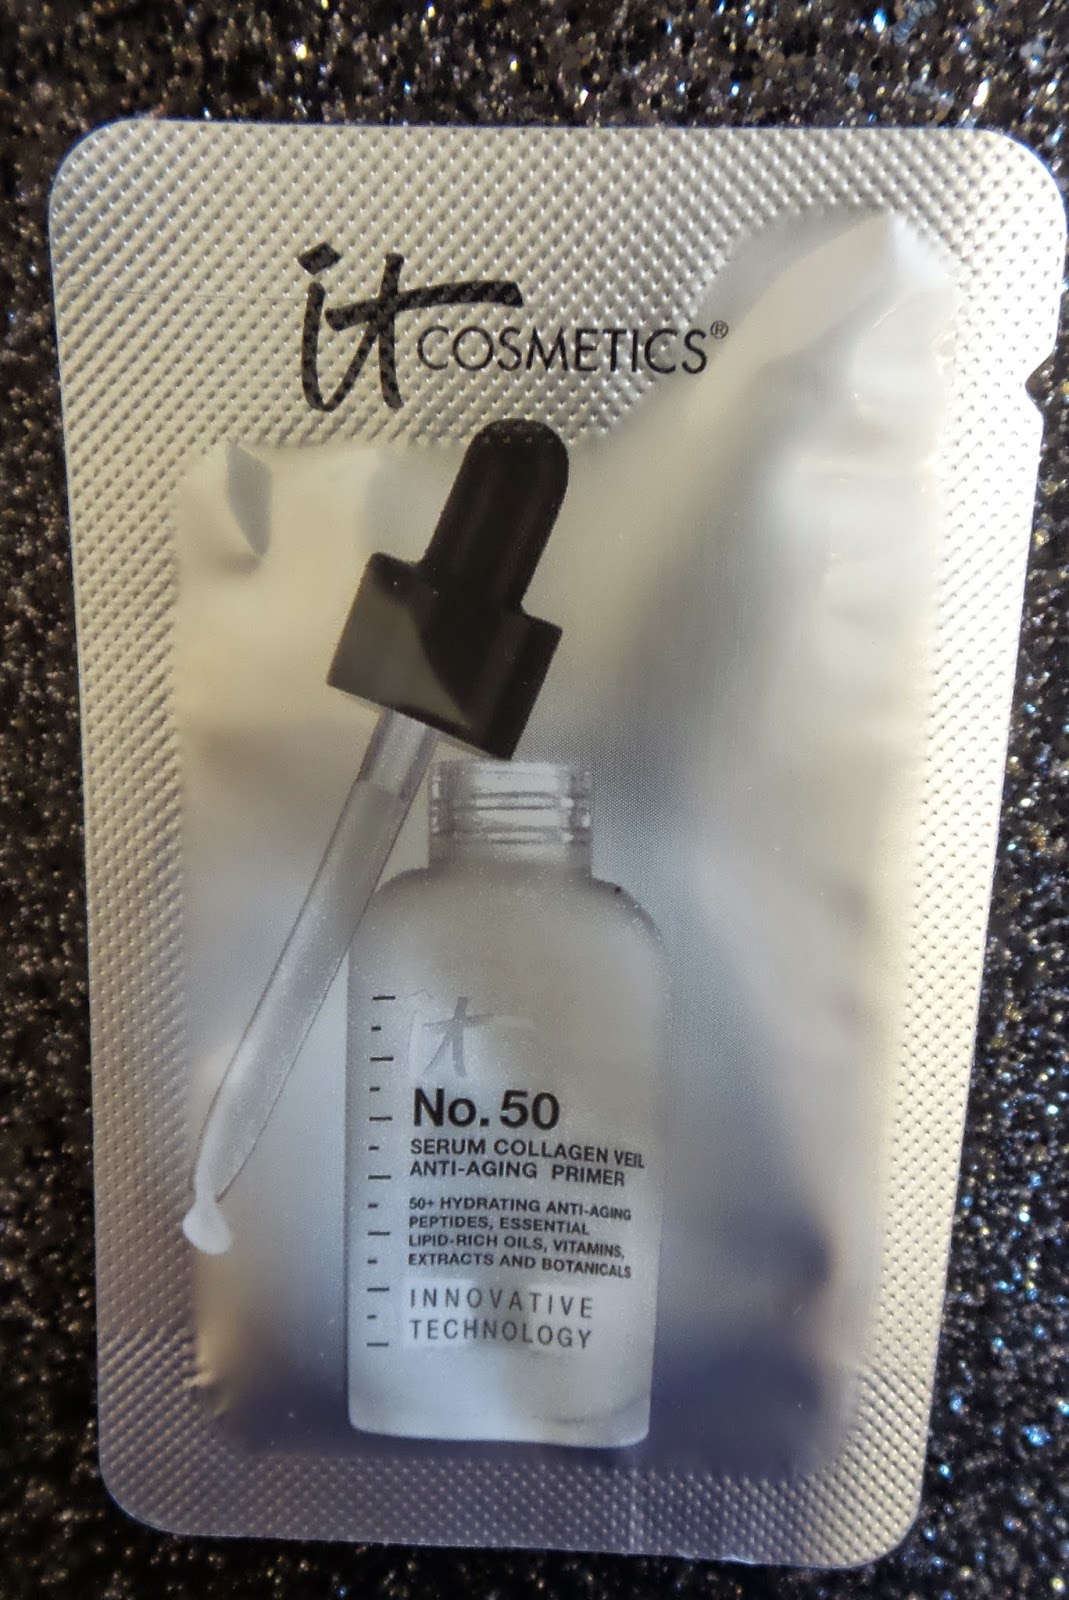 it COSMETICS®
it
No. 50
SERUM COLLAGEN VEIL
ANTI-AGING PRIMER
50+ HYDRATING ANTI-AGING
PEPTIDES, ESSENTIAL
LIPID-RICH OILS, VITAMINS,
EXTRACTS AND BOTANICALS
INNOVATIVE
TECHNOLOGY